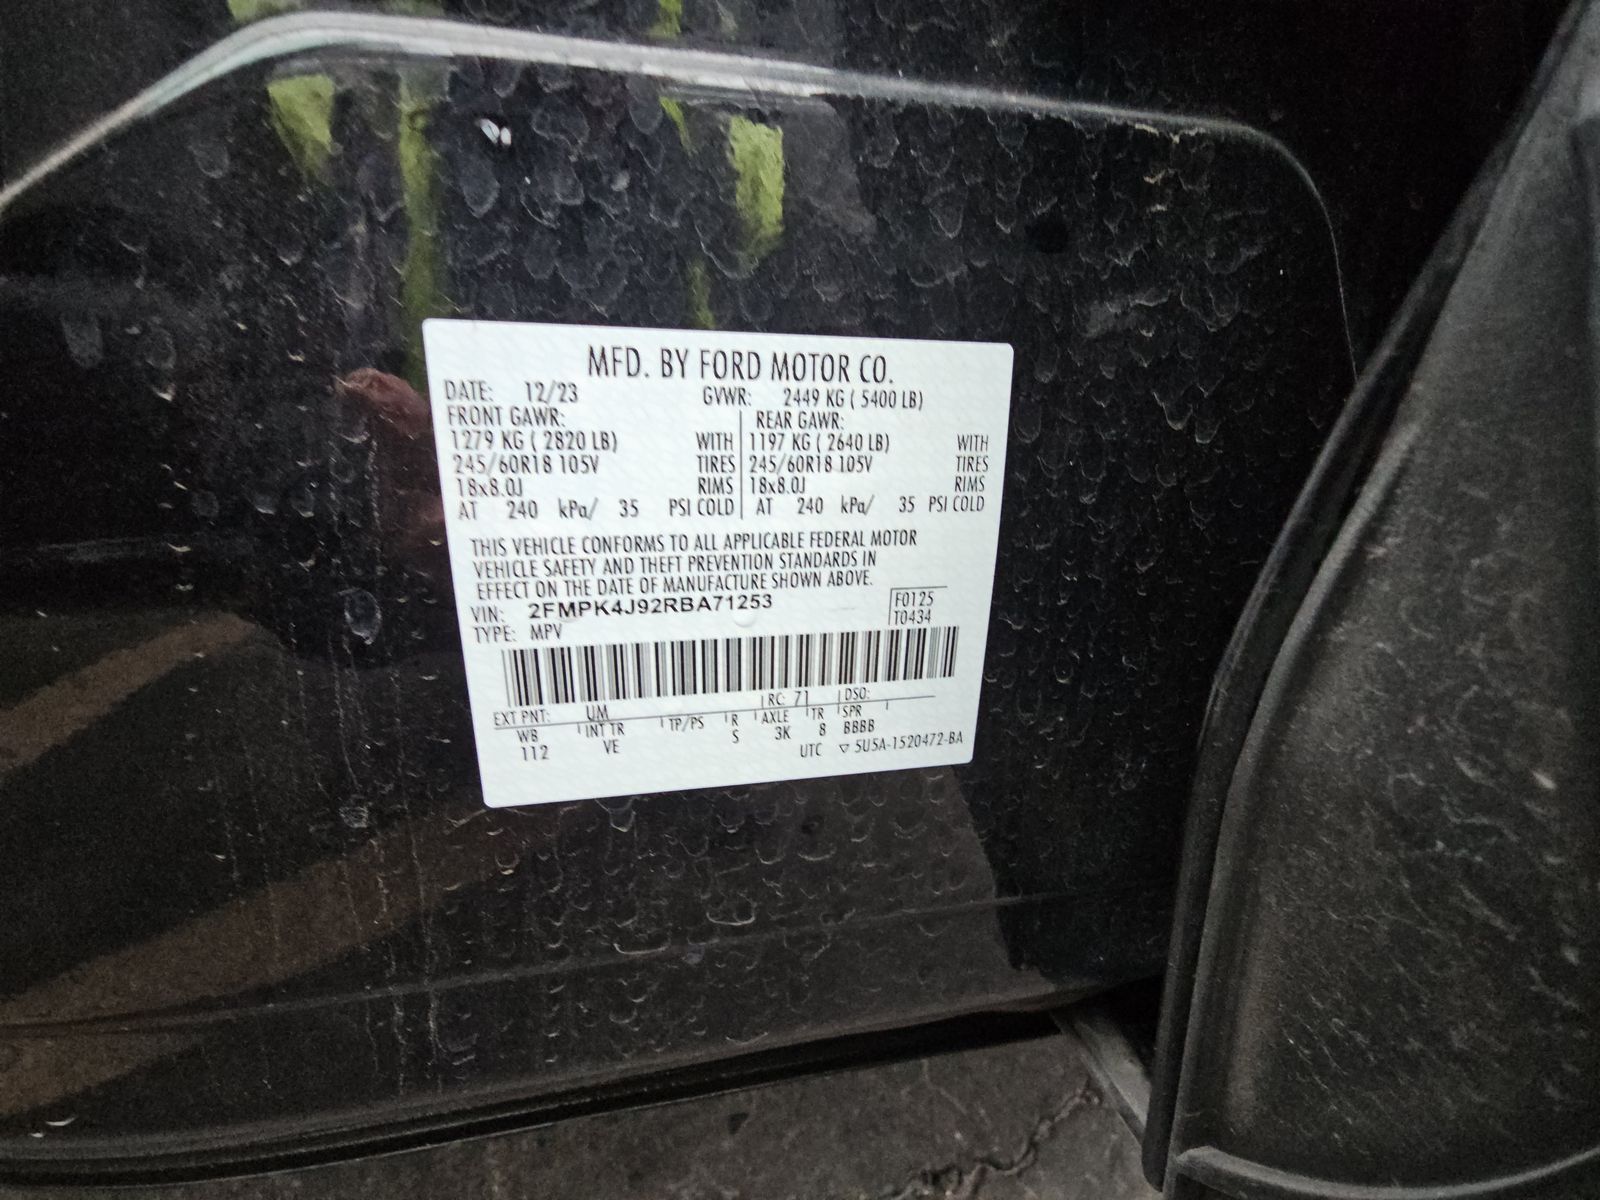 MFD. BY FORD MOTOR CO.
DATE: 12/23 GVWR: 2449 KG ( 5400 LB)
FRONT GAWR: REAR GAWR:
1279 KG ( 2820 LB) WITH 1197 KG ( 2640 LB) WITH
245/60R18 105V TIRES 245/60R18 105V TIRES
18x8.0J RIMS 18x8.0J RIMS
AT 240 kPa/ 35 PSI COLD AT 240 kPa/ 35 PSI COLD
THIS VEHICLE CONFORMS TO ALL APPLICABLE FEDERAL MOTOR
VEHICLE SAFETY AND THEFT PREVENTION STANDARDS IN
EFFECT ON THE DATE OF MANUFACTURE SHOWN ABOVE.
VIN: 2FMPK4J92RBA71253 F0125
TYPE: MPV T0434
EXT PNT: UM RC: 71 DSO:
WB INT TR TP/PS R AXLE TR SPR
112 VE S 3K 8 BBBB
UTC ▽ 5U5A-1520472-BA